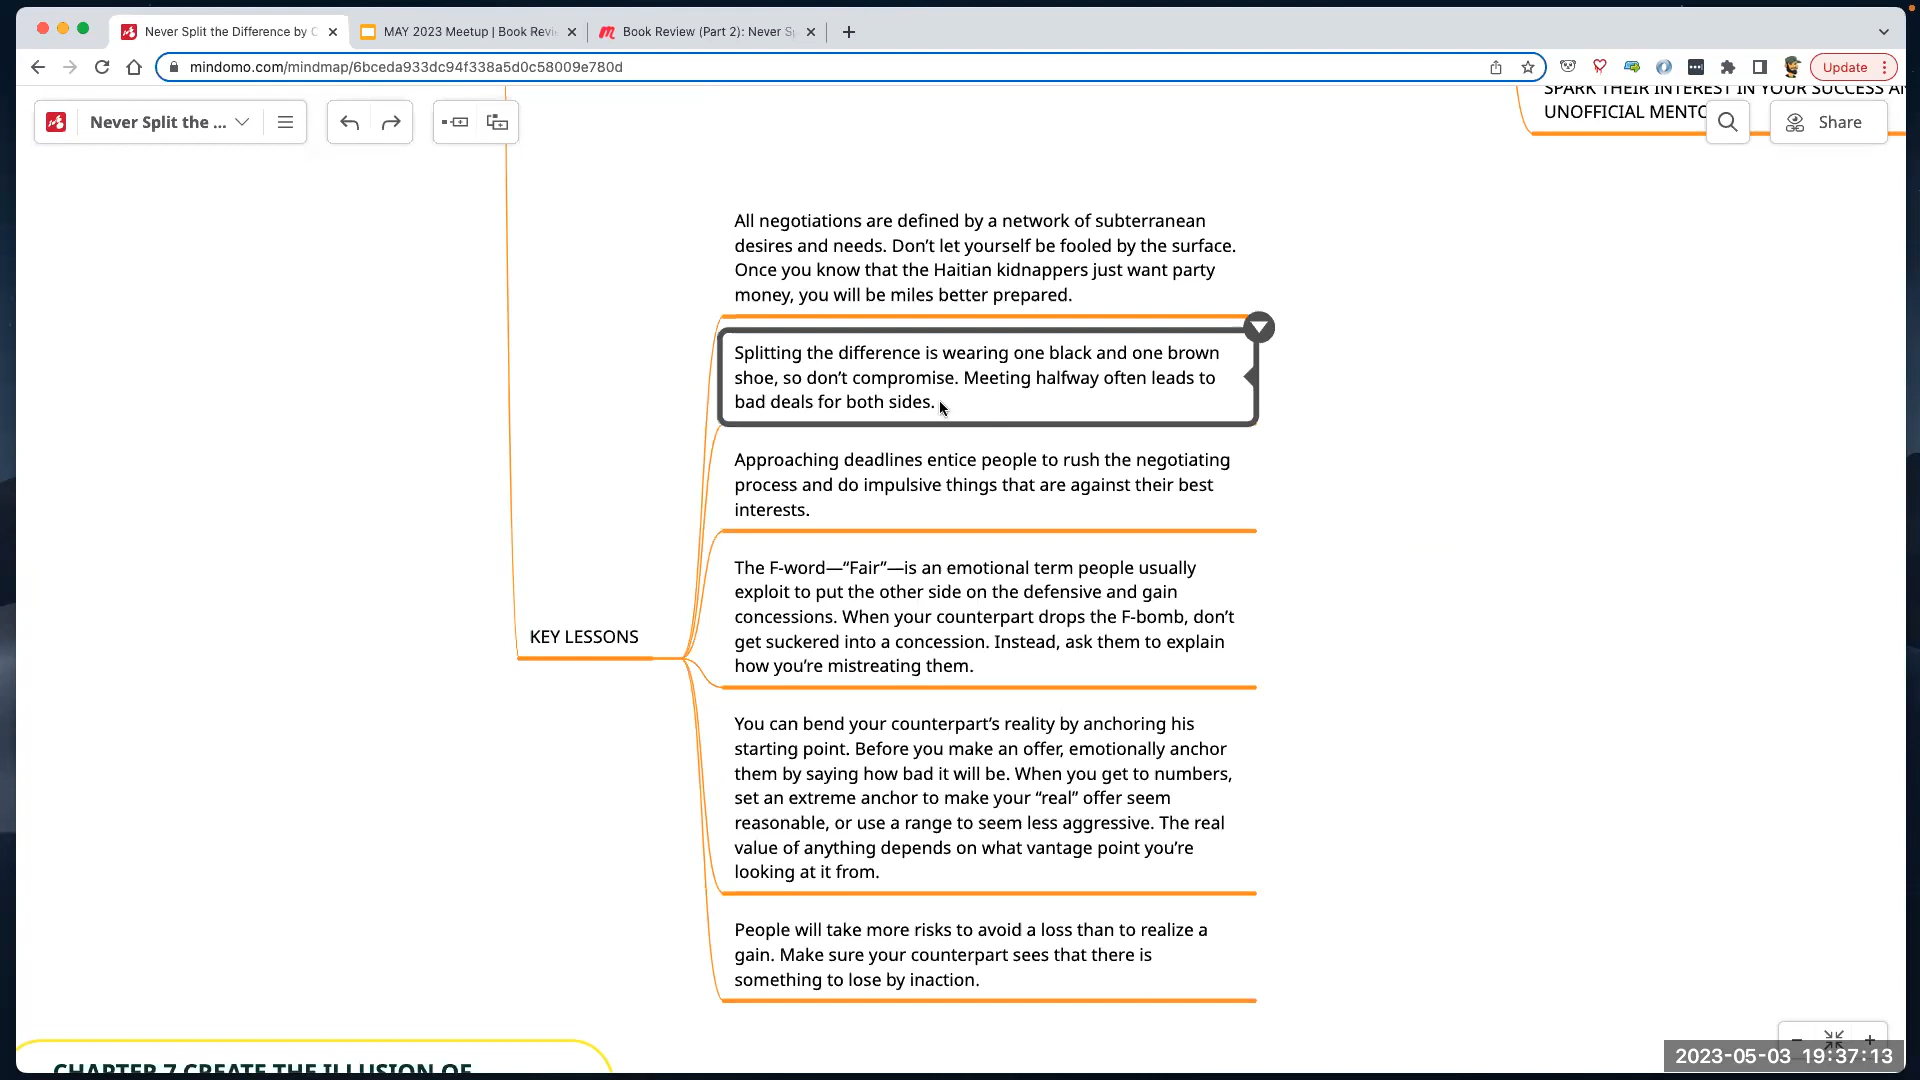 Never Split the Difference by C
MAY 2023 Meetup | Book Revi
Book Review (Part 2): Never S
mindomo.com/mindmap/6bceda933dc94f338a5d0c58009e780d
Update
Never Split the ...
SPARK THEIR INTEREST IN YOUR SUCCESS A
UNOFFICIAL MENTO
Share
All negotiations are defined by a network of subterranean
desires and needs. Don’t let yourself be fooled by the surface.
Once you know that the Haitian kidnappers just want party
money, you will be miles better prepared.
Splitting the difference is wearing one black and one brown
shoe, so don’t compromise. Meeting halfway often leads to
bad deals for both sides.
Approaching deadlines entice people to rush the negotiating
process and do impulsive things that are against their best
interests.
The F-word—“Fair”—is an emotional term people usually
exploit to put the other side on the defensive and gain
concessions. When your counterpart drops the F-bomb, don’t
get suckered into a concession. Instead, ask them to explain
how you’re mistreating them.
KEY LESSONS
You can bend your counterpart’s reality by anchoring his
starting point. Before you make an offer, emotionally anchor
them by saying how bad it will be. When you get to numbers,
set an extreme anchor to make your “real” offer seem
reasonable, or use a range to seem less aggressive. The real
value of anything depends on what vantage point you’re
looking at it from.
People will take more risks to avoid a loss than to realize a
gain. Make sure your counterpart sees that there is
something to lose by inaction.
CHAPTER 7 CREATE THE ILLUSION OF
2023-05-03 19:37:13